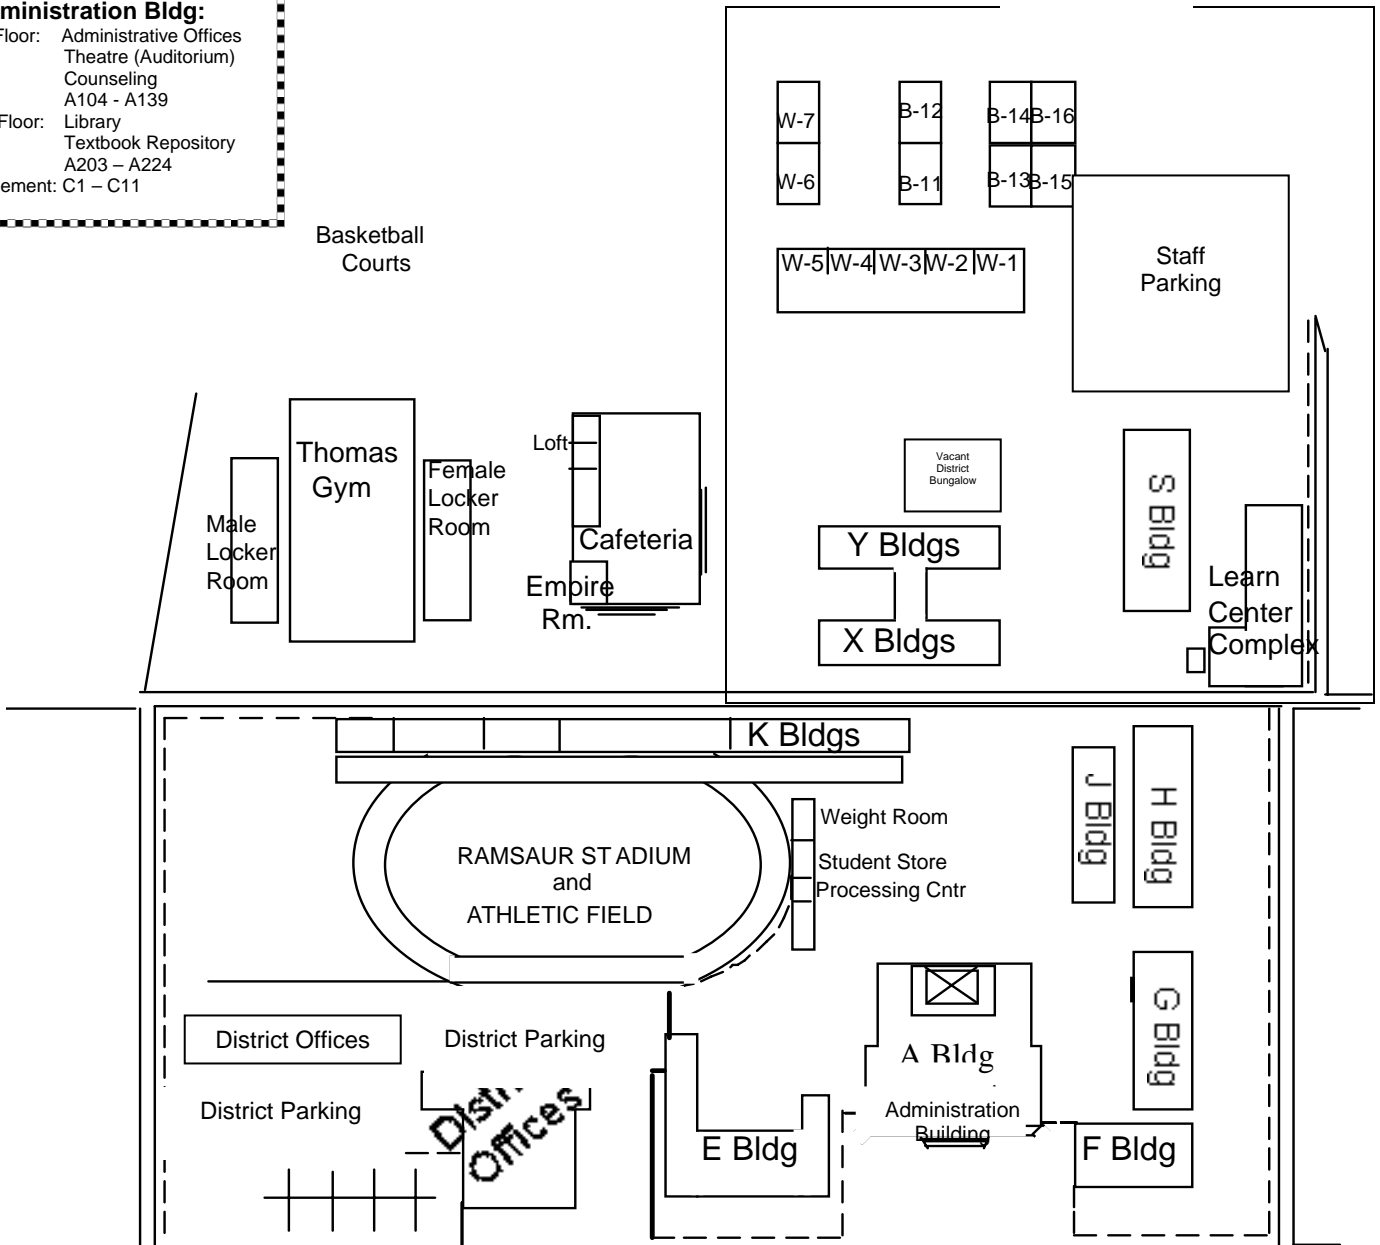 ministration Bldg:
Floor: Administrative Offices
Theatre (Auditorium)
Counseling
A104 - A139
Floor: Library
Textbook Repository
A203 – A224
ement: C1 – C11
Basketball
Courts
W-7
B-12
B-14
B-16
W-6
B-11
B-13
B-15
W-5
W-4
W-3
W-2
W-1
Staff
Parking
Thomas
Gym
Male
Locker
Room
Female
Locker
Room
Loft
Cafeteria
Empire
Rm.
Vacant
District
Bungalow
Y Bldgs
X Bldgs
S Bldg
Learn
Center
Complex
K Bldgs
Weight Room
Student Store
Processing Cntr
RAMSAUR ST ADIUM
and
ATHLETIC FIELD
J Bldg
H Bldg
G Bldg
District Offices
District Parking
District Parking
Distri
Offices
E Bldg
A Bldg
Administration
Building
F Bldg